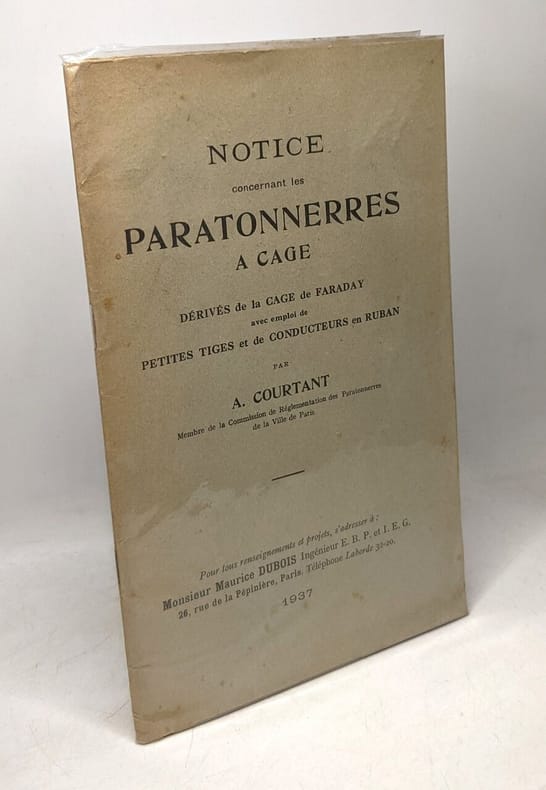 NOTICE
concernant les
PARATONNERRES
A CAGE
DÉRIVÉS de la CAGE de FARADAY
avec emploi de
PETITES TIGES et de CONDUCTEURS en RUBAN
PAR
A. COURTANT
Membre de la Commission de Réglementation des Paratonnerres
de la Ville de Paris
Pour tous renseignements et projets, s'adresser à :
Monsieur Maurice DUBOIS Ingénieur E. B. P. et I. E. G.
26, rue de la Pépinière, Paris. Téléphone Laborde 32-20.
1937